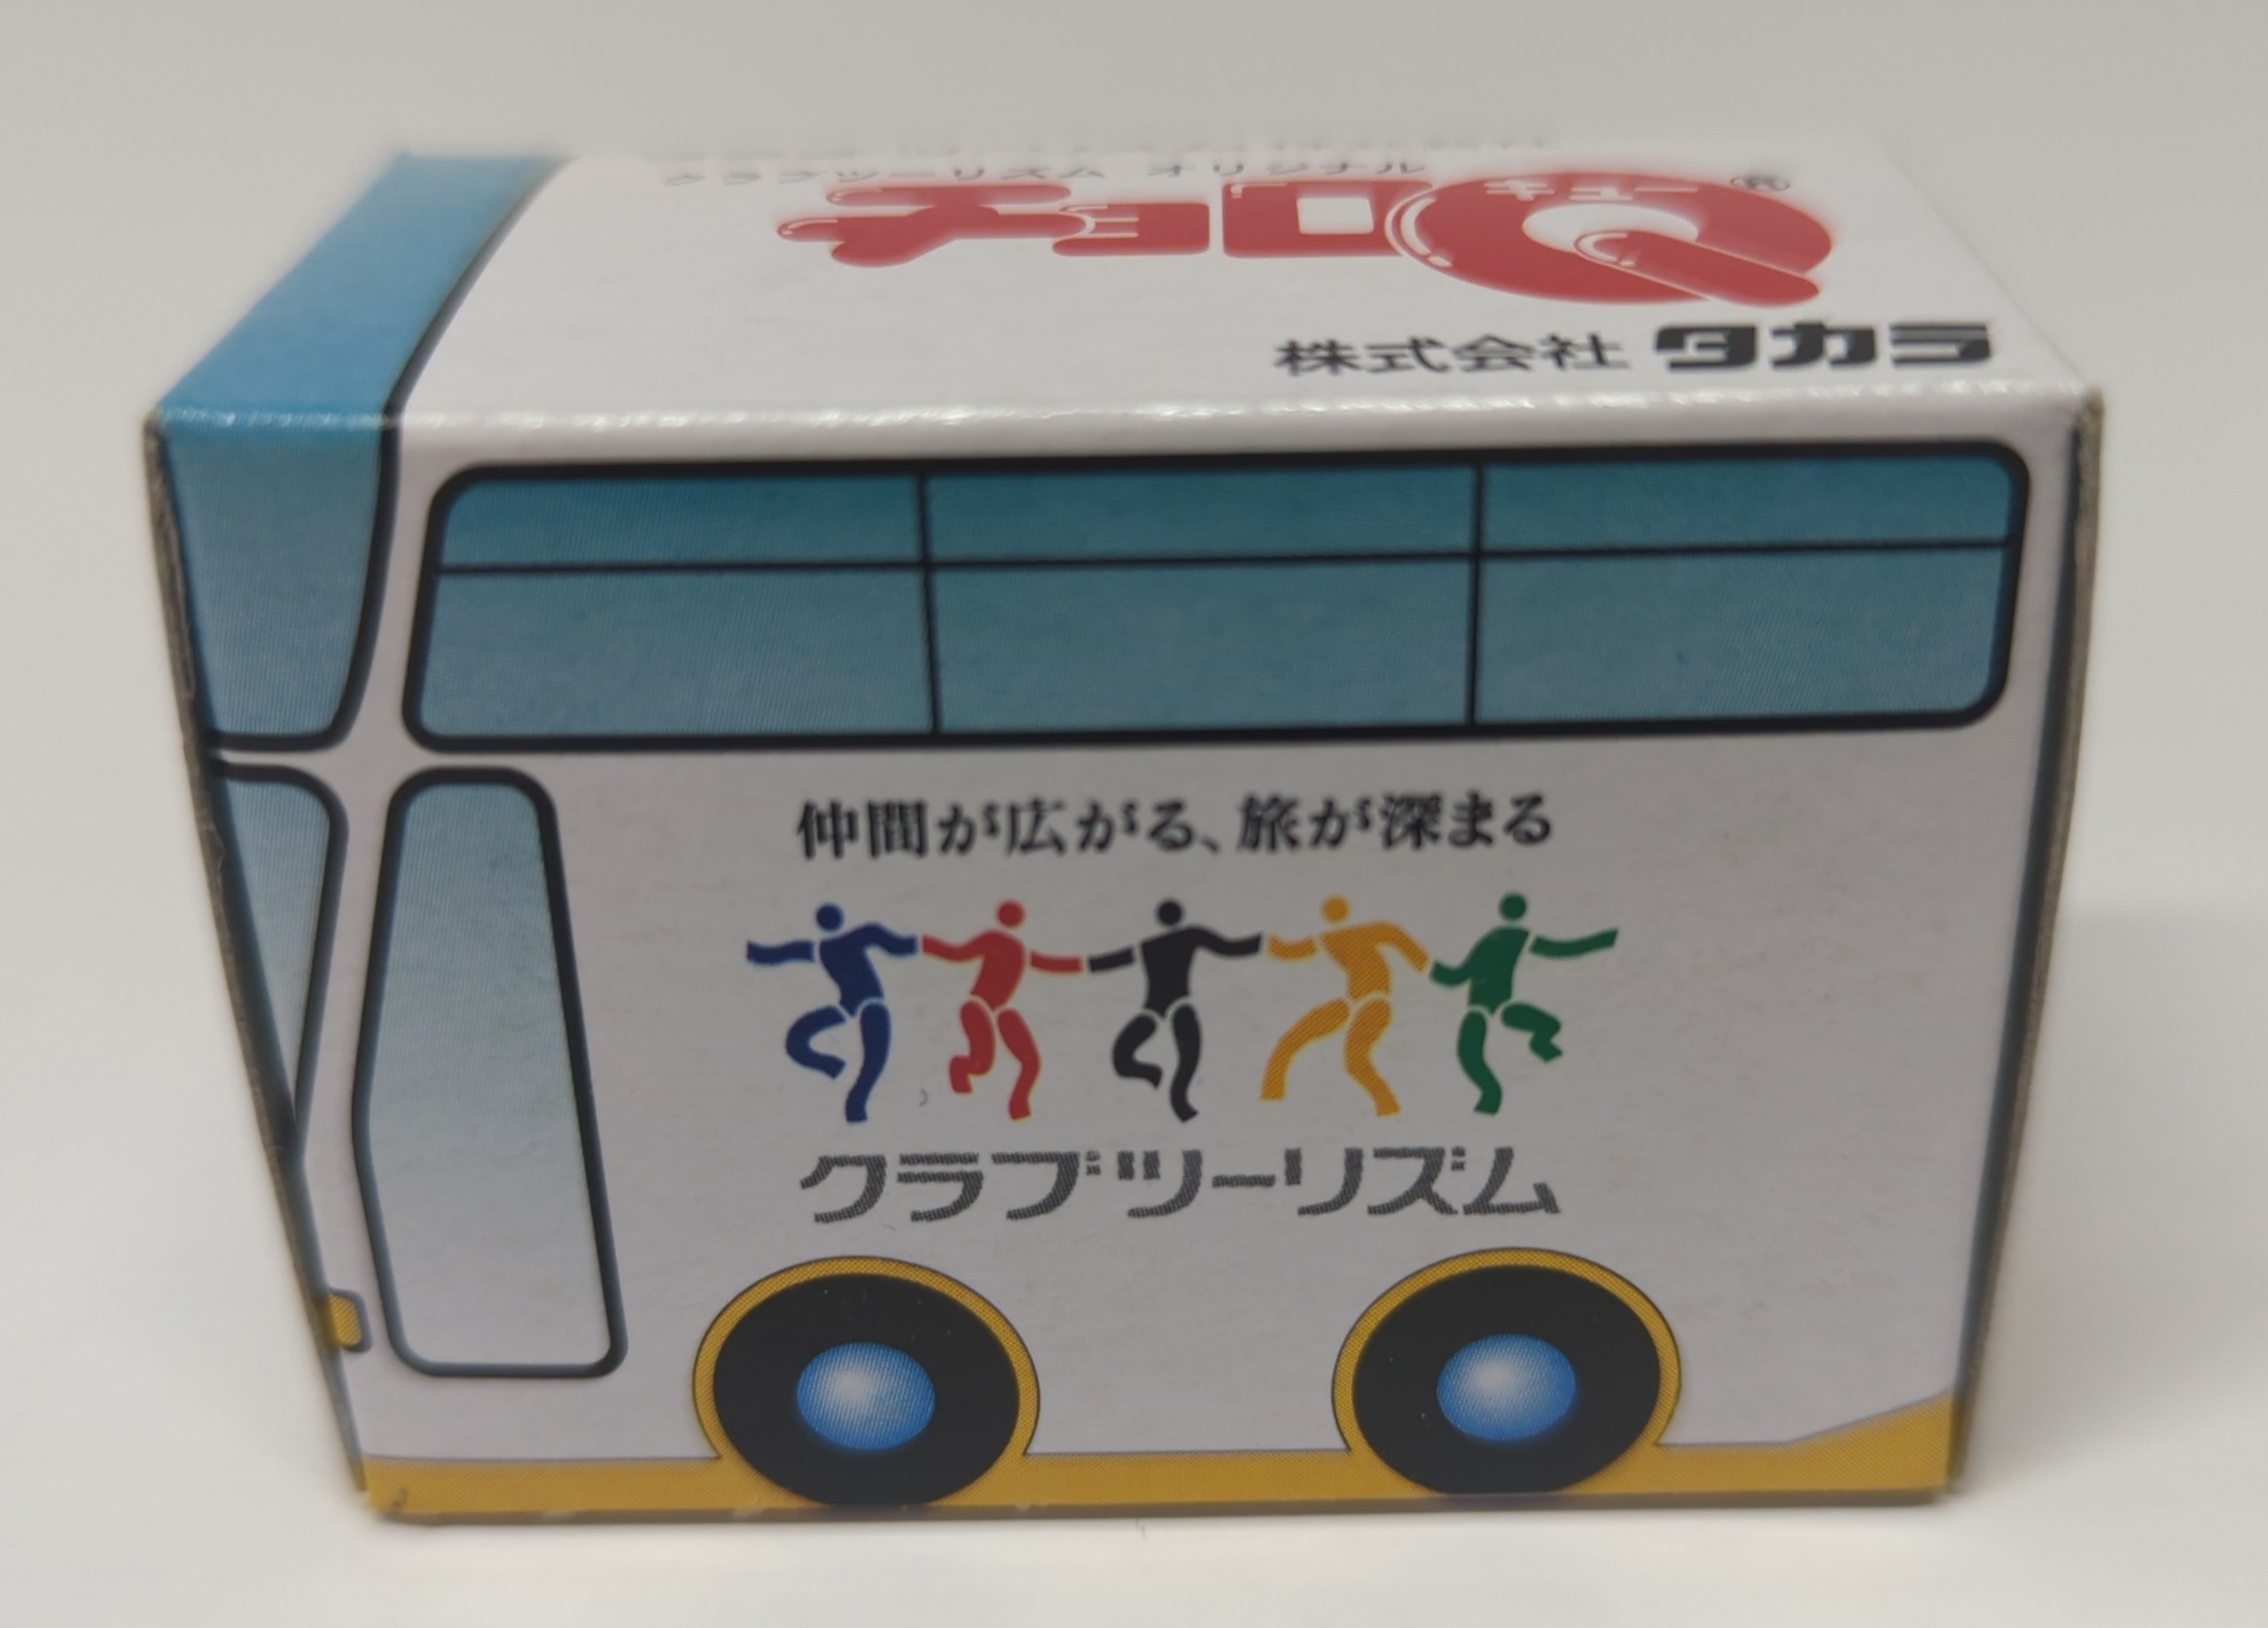 クラブツーリズム オリジナル
チョロQ®
キュー
株式会社 タカラ
仲間が広がる、旅が深まる
クラブツーリズム